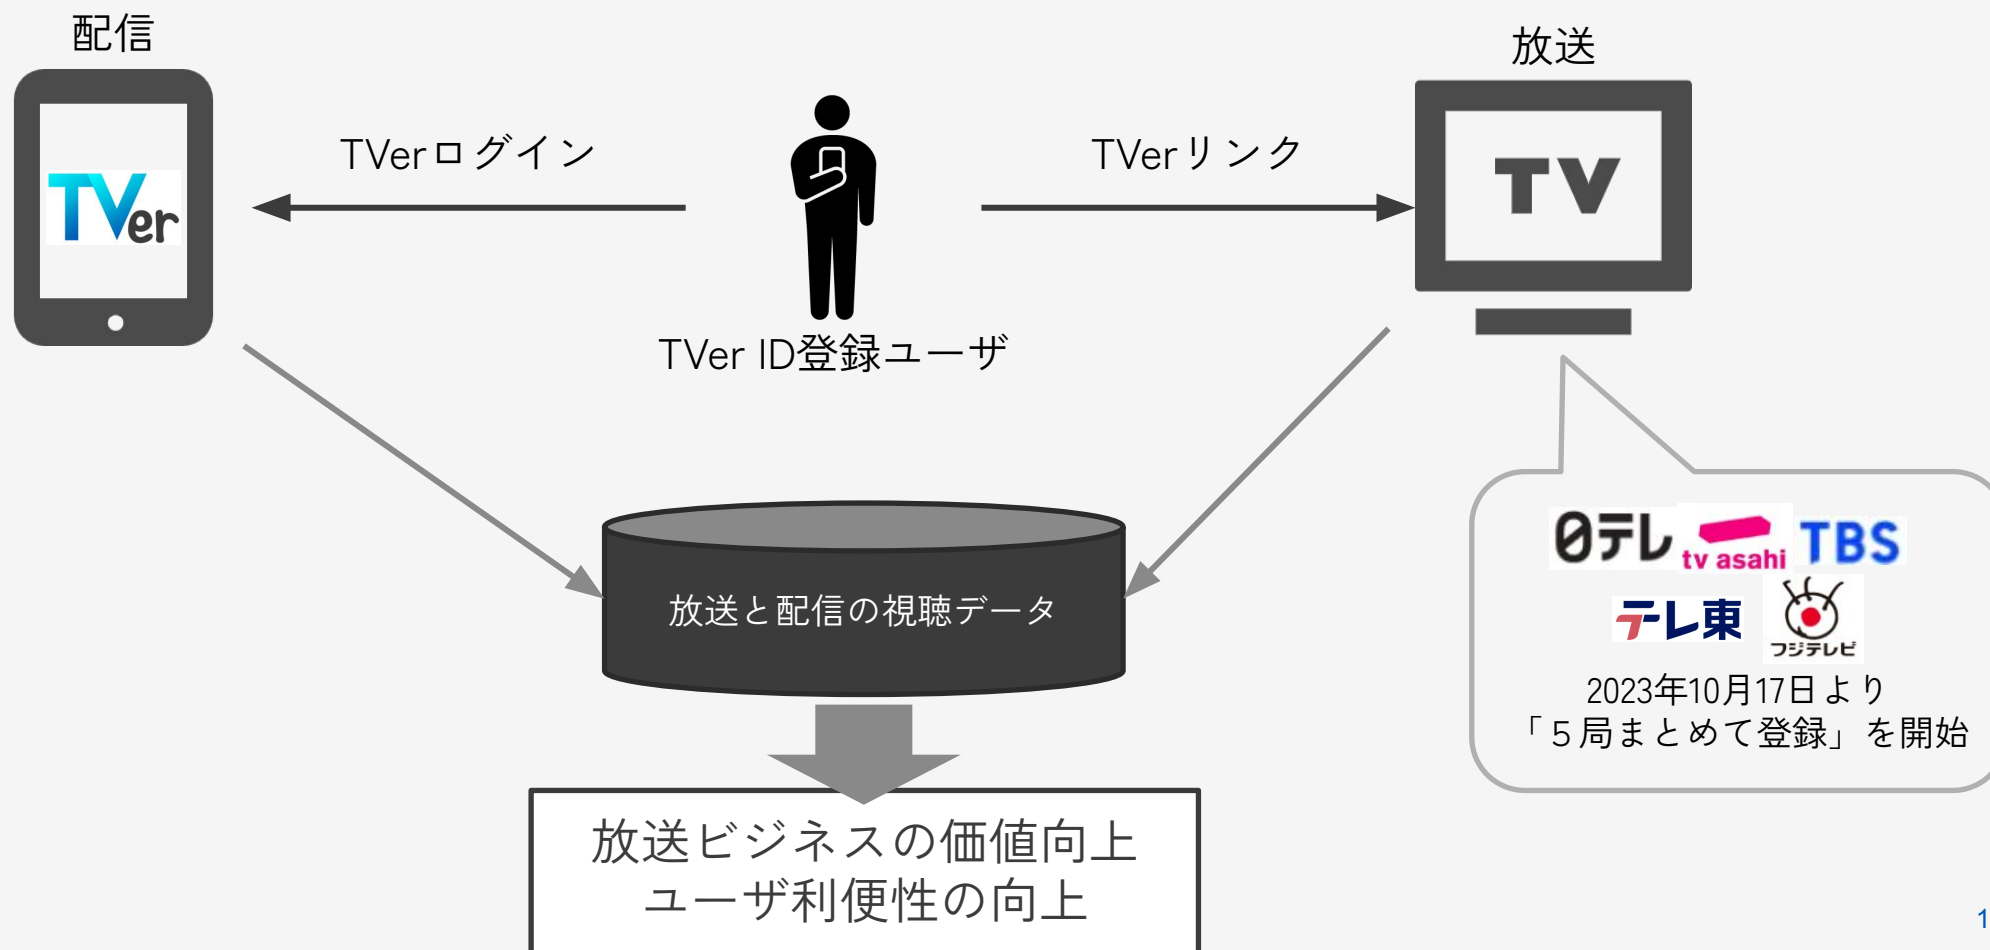 配信
放送
TVer
TVerログイン
TVerリンク
TV
TVer ID登録ユーザ
放送と配信の視聴データ
日テレ tv asahi TBS
テレ東 フジテレビ
2023年10月17日より
「５局まとめて登録」を開始
放送ビジネスの価値向上
ユーザ利便性の向上
1